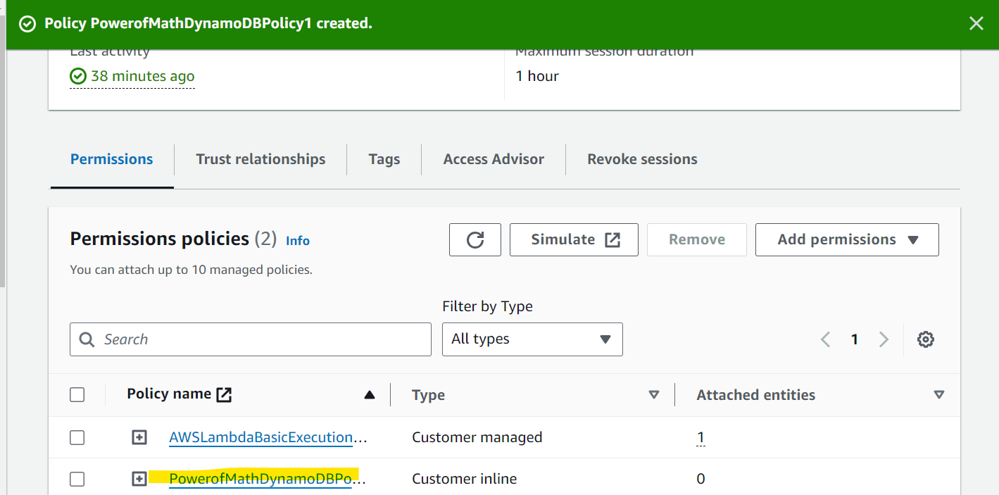 Policy PowerofMathDynamoDBPolicy1 created.
Last activity
Maximum session duration
38 minutes ago
1 hour
Permissions
Trust relationships
Tags
Access Advisor
Revoke sessions
Permissions policies (2) Info
Simulate
Remove
Add permissions
You can attach up to 10 managed policies.
Filter by Type
Search
All types
1
Policy name
Type
Attached entities
AWSLambdaBasicExecution...
Customer managed
1
PowerofMathDynamoDBPo...
Customer inline
0